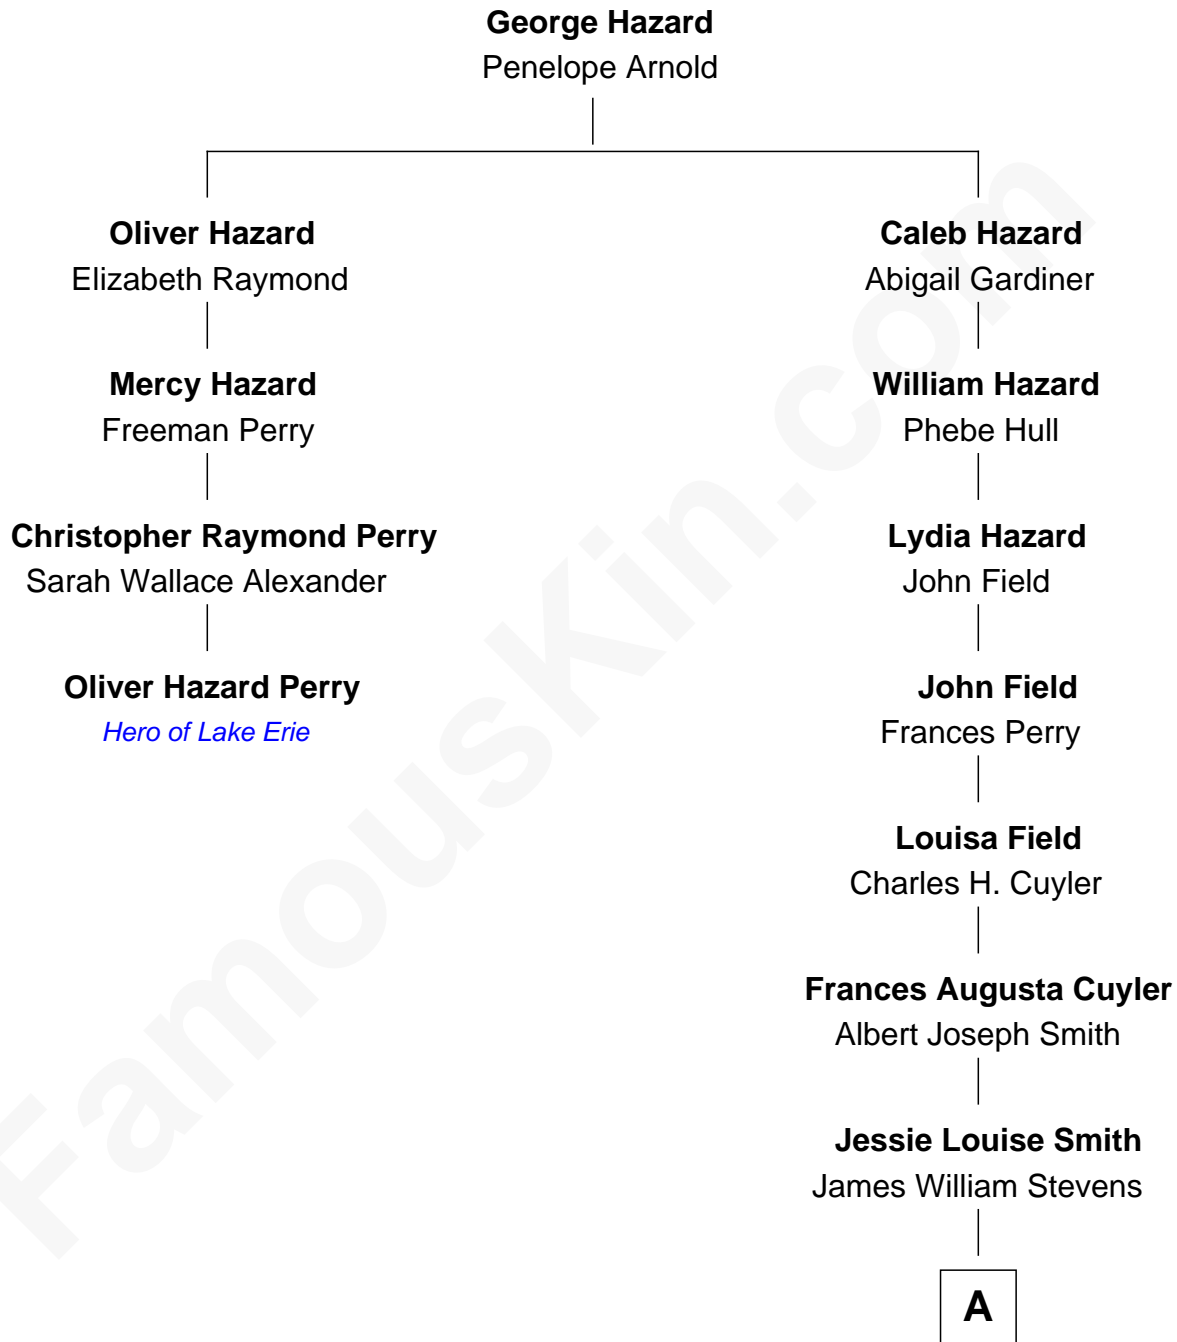 George Hazard
Penelope Arnold
Oliver Hazard
Elizabeth Raymond
Mercy Hazard
Freeman Perry
Christopher Raymond Perry
Sarah Wallace Alexander
Oliver Hazard Perry
Hero of Lake Erie
Caleb Hazard
Abigail Gardiner
William Hazard
Phebe Hull
Lydia Hazard
John Field
John Field
Frances Perry
Louisa Field
Charles H. Cuyler
Frances Augusta Cuyler
Albert Joseph Smith
Jessie Louise Smith
James William Stevens
A
FamousKin.com